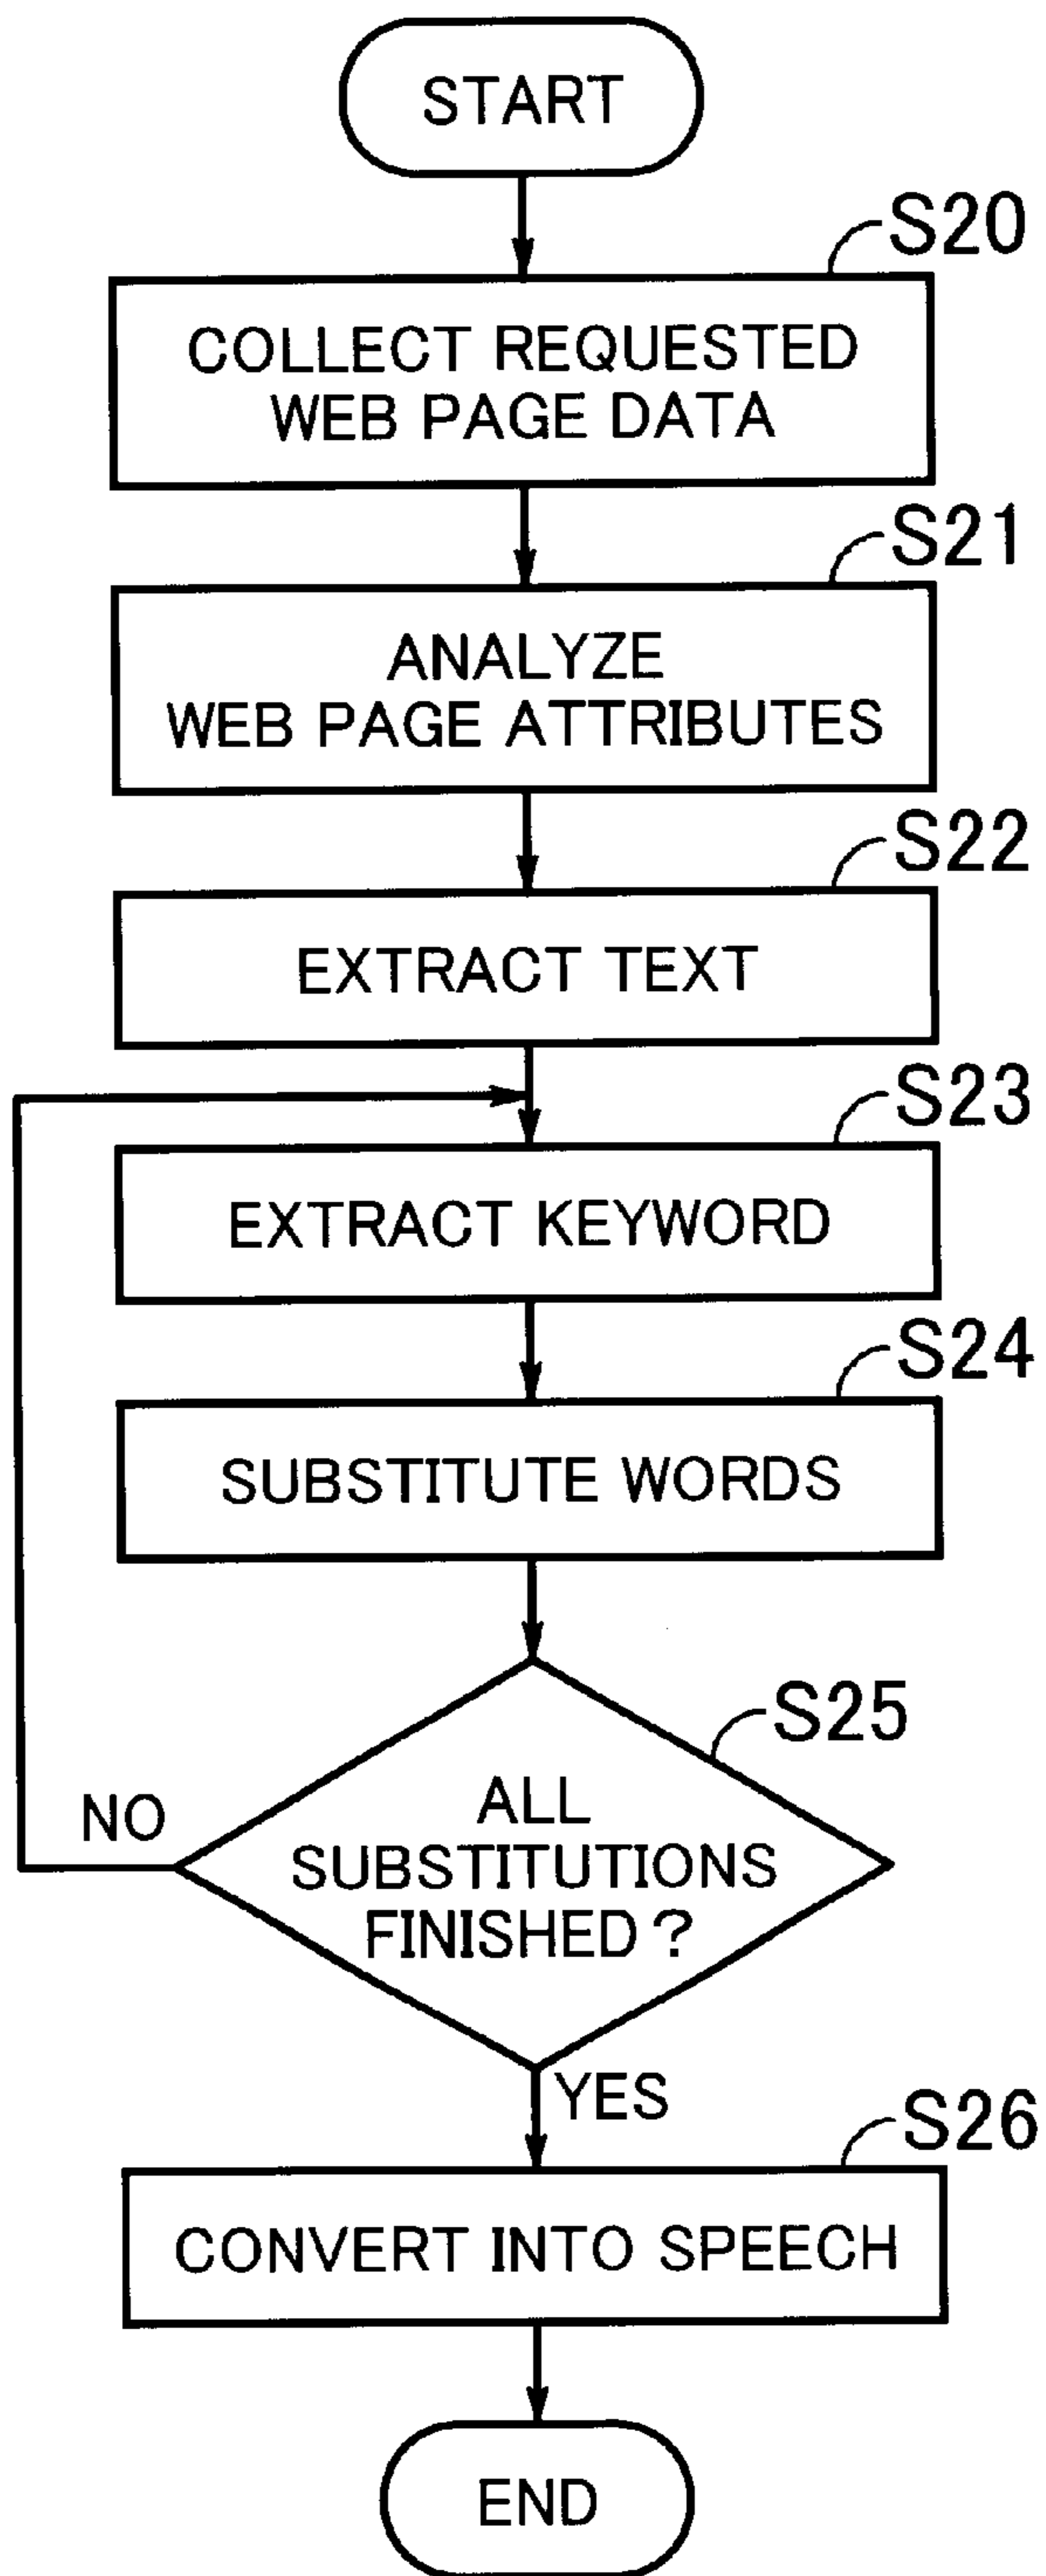 START
S20
COLLECT REQUESTED
WEB PAGE DATA
S21
ANALYZE
WEB PAGE ATTRIBUTES
S22
EXTRACT TEXT
S23
EXTRACT KEYWORD
S24
SUBSTITUTE WORDS
S25
ALL
SUBSTITUTIONS
FINISHED ?
NO
YES
S26
CONVERT INTO SPEECH
END